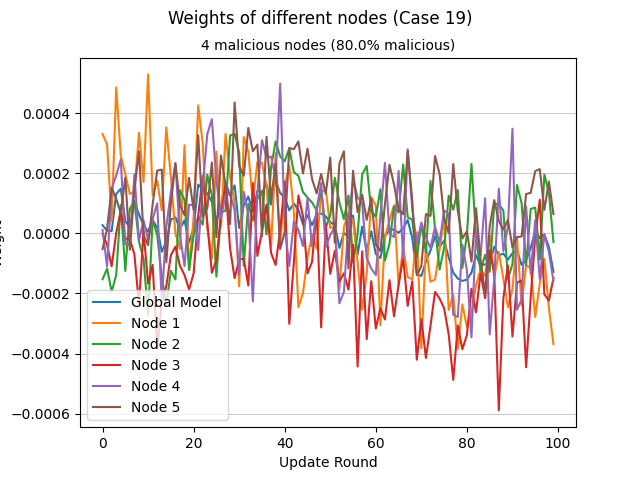 Weights of different nodes (Case 19)
4 malicious nodes (80.0% malicious)
0.0004
0.0002
0.0000
−0.0002
−0.0004
−0.0006
Global Model
Node 1
Node 2
Node 3
Node 4
Node 5
0
20
40
60
80
100
Update Round